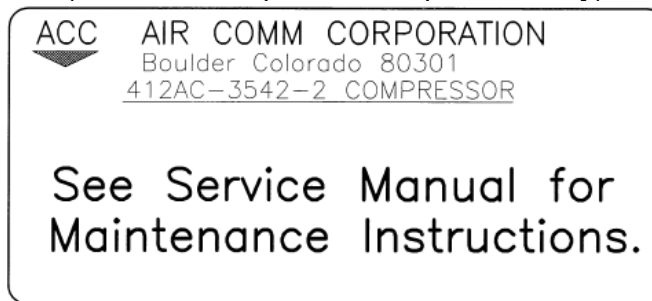 ACC AIR COMM CORPORATION
Boulder Colorado 80301
412AC-3542-2 COMPRESSOR
See Service Manual for
Maintenance Instructions.